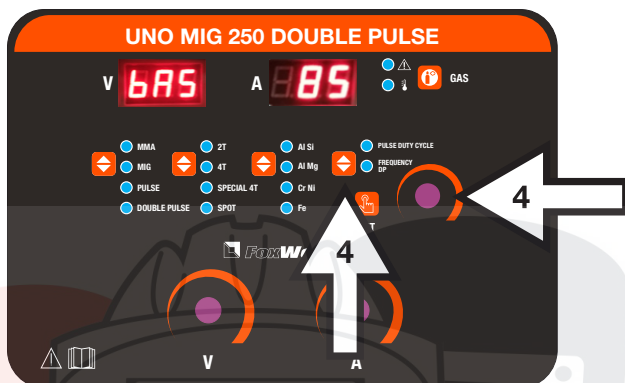 UNO MIG 250 DOUBLE PULSE
V bAS A 85 GAS
MMA 2T Al Si PULSE DUTY CYCLE
MIG 4T Al Mg FREQUENCY DP
PULSE SPECIAL 4T Cr Ni
DOUBLE PULSE SPOT Fe
4
4
T
V A